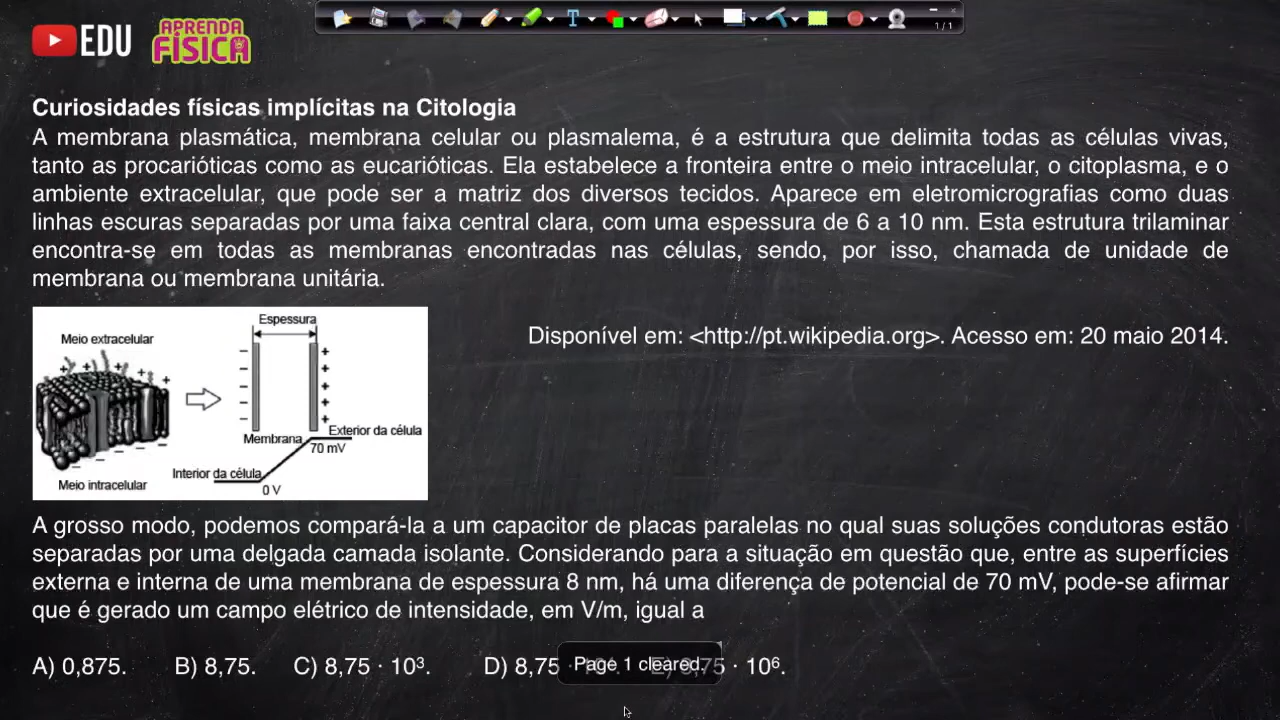 EDU
APRENDA
FÍSICA
1/1
Curiosidades físicas implícitas na Citologia
A membrana plasmática, membrana celular ou plasmalema, é a estrutura que delimita todas as células vivas,
tanto as procarióticas como as eucarióticas. Ela estabelece a fronteira entre o meio intracelular, o citoplasma, e o
ambiente extracelular, que pode ser a matriz dos diversos tecidos. Aparece em eletromicrografias como duas
linhas escuras separadas por uma faixa central clara, com uma espessura de 6 a 10 nm. Esta estrutura trilaminar
encontra-se em todas as membranas encontradas nas células, sendo, por isso, chamada de unidade de
membrana ou membrana unitária.
Espessura
Meio extracelular
Disponível em: <http://pt.wikipedia.org>. Acesso em: 20 maio 2014.
Exterior da célula
Membrana
70 mV
Interior da célula
Meio intracelular
0 V
A grosso modo, podemos compará-la a um capacitor de placas paralelas no qual suas soluções condutoras estão
separadas por uma delgada camada isolante. Considerando para a situação em questão que, entre as superfícies
externa e interna de uma membrana de espessura 8 nm, há uma diferença de potencial de 70 mV, pode-se afirmar
que é gerado um campo elétrico de intensidade, em V/m, igual a
A) 0,875. B) 8,75. C) 8,75 · 10³. D) 8,75 · 10⁶.
Page 1 cleared.